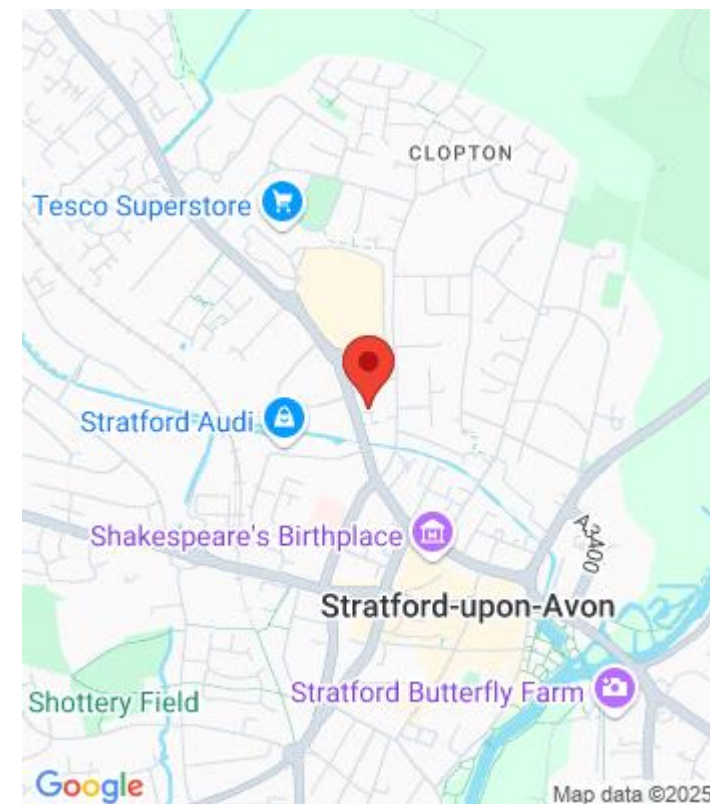 CLOPTON
Tesco Superstore
Stratford Audi
Shakespeare's Birthplace
A3400
Stratford-upon-Avon
Stratford Butterfly Farm
Shottery Field
Google
Map data ©2025